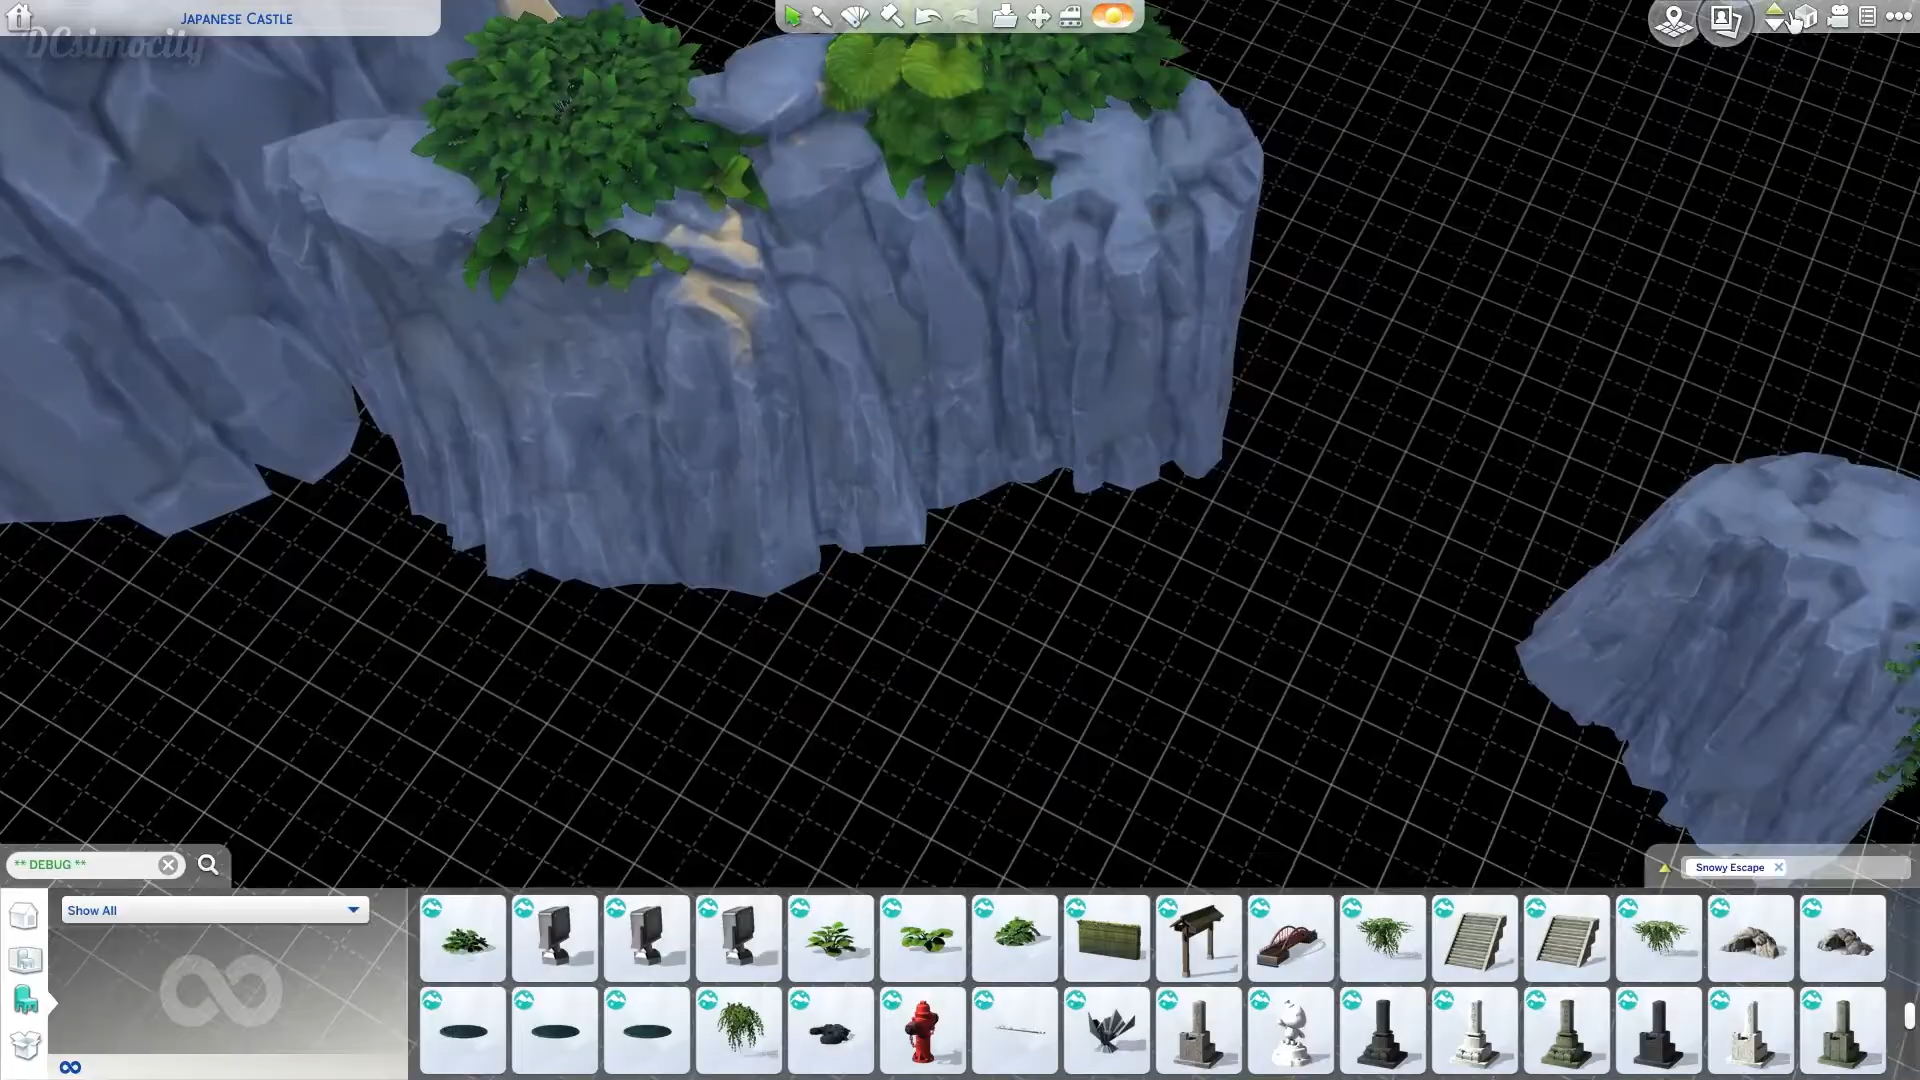 Japanese Castle
DCsimocity
** DEBUG **
Snowy Escape
Show All